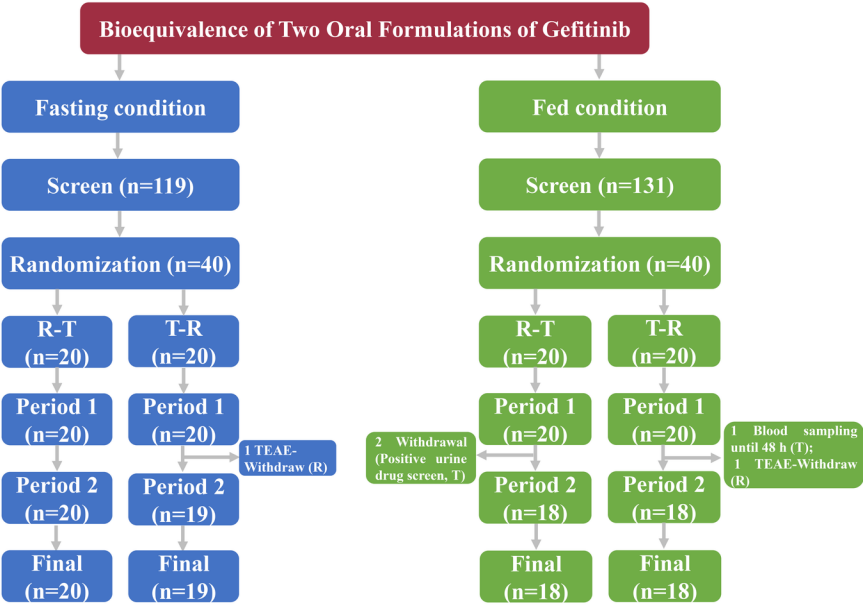 Bioequivalence of Two Oral Formulations of Gefitinib
Fasting condition
Screen (n=119)
Randomization (n=40)
R-T
(n=20)
T-R
(n=20)
Period 1
(n=20)
Period 1
(n=20)
1 TEAE-
Withdraw (R)
Period 2
(n=20)
Period 2
(n=19)
Final
(n=20)
Final
(n=19)
Fed condition
Screen (n=131)
Randomization (n=40)
R-T
(n=20)
T-R
(n=20)
Period 1
(n=20)
Period 1
(n=20)
2 Withdrawal
(Positive urine
drug screen, T)
1 Blood sampling
until 48 h (T);
1 TEAE-Withdraw
(R)
Period 2
(n=18)
Period 2
(n=18)
Final
(n=18)
Final
(n=18)